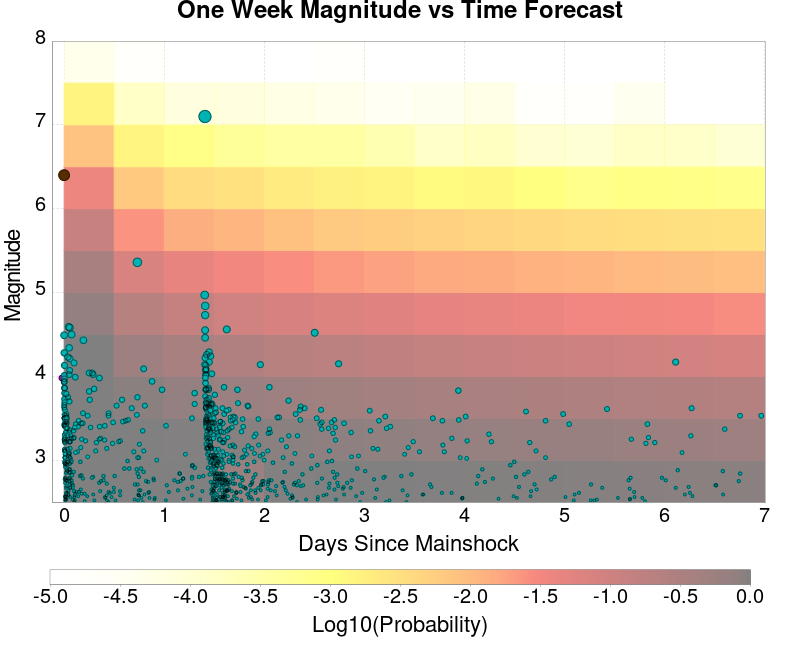 One Week Magnitude vs Time Forecast
8
7
6
5
4
3
Magnitude
0 1 2 3 4 5 6 7
Days Since Mainshock
-5.0 -4.5 -4.0 -3.5 -3.0 -2.5 -2.0 -1.5 -1.0 -0.5 0.0
Log10(Probability)